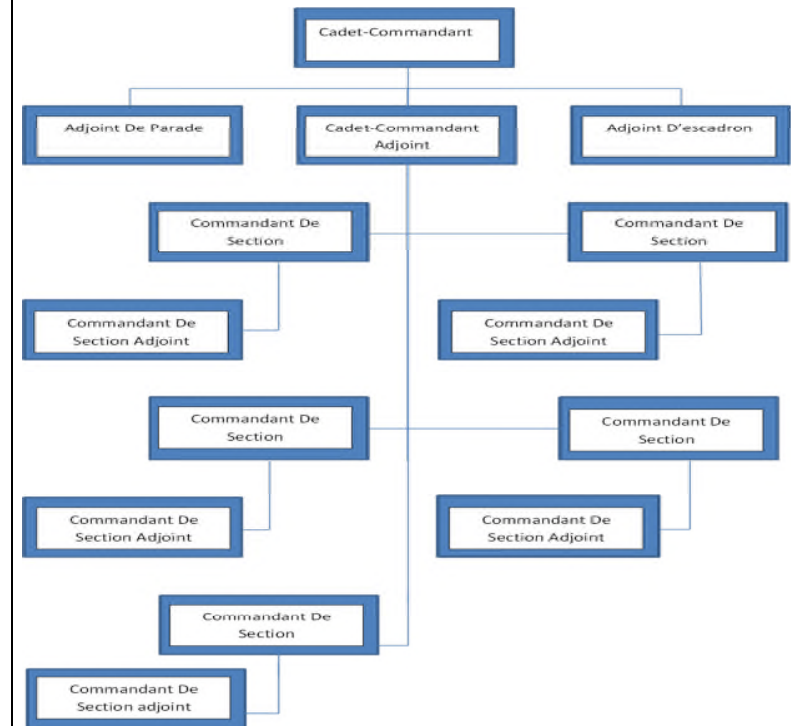 Cadet-Commandant
Adjoint De Parade
Cadet-Commandant
Adjoint
Adjoint D'escadron
Commandant De
Section
Commandant De
Section
Commandant De
Section Adjoint
Commandant De
Section Adjoint
Commandant De
Section
Commandant De
Section
Commandant De
Section Adjoint
Commandant De
Section Adjoint
Commandant De
Section
Commandant De
Section adjoint